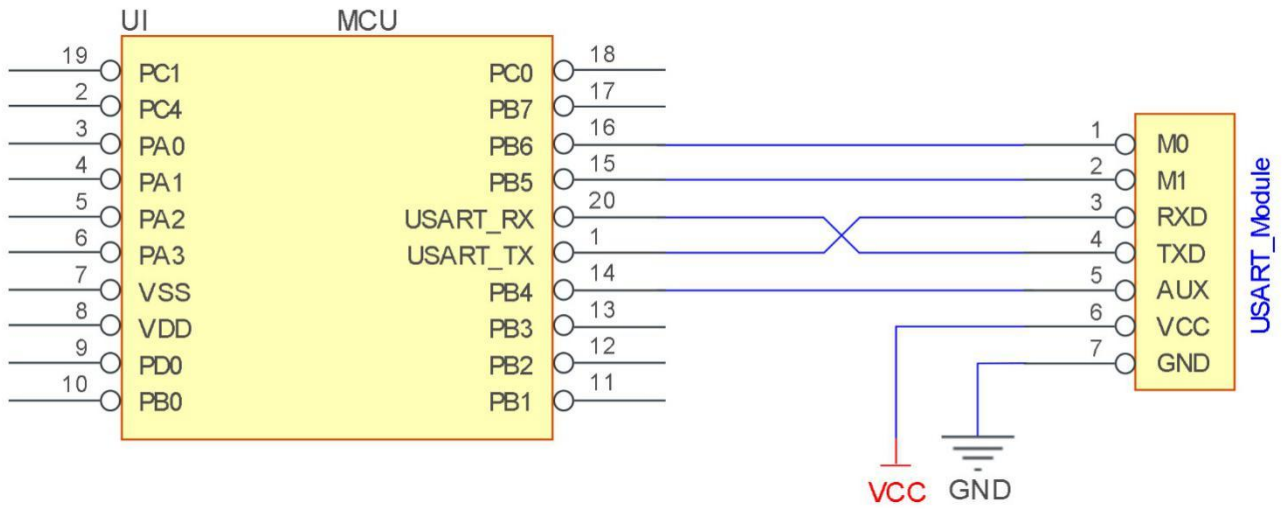 UI MCU
19 PC1 PC0 18
2 PC4 PB7 17
3 PA0 PB6 16 1 M0
4 PA1 PB5 15 2 M1
5 PA2 USART_RX 20 3 RXD
6 PA3 USART_TX 1 4 TXD
7 VSS PB4 14 5 AUX
8 VDD PB3 13 6 VCC
9 PD0 PB2 12 7 GND
10 PB0 PB1 11
USART_Module
VCC GND